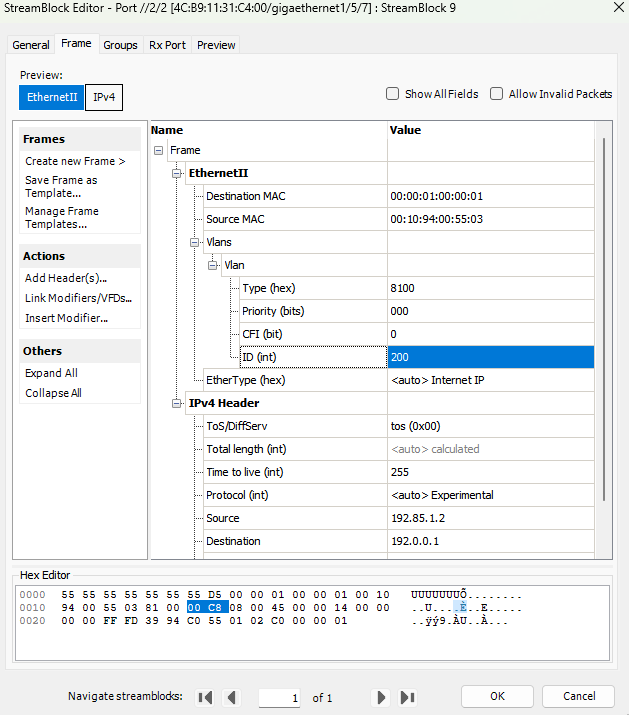 StreamBlock Editor - Port //2/2 [4C:B9:11:31:C4:00/gigaethernet1/5/7] : StreamBlock 9
General Frame Groups Rx Port Preview
Preview:
EthernetII IPv4
Show All Fields Allow Invalid Packets
Frames
Create new Frame >
Save Frame as
Template...
Manage Frame
Templates...
Actions
Add Header(s)...
Link Modifiers/VFDs...
Insert Modifier...
Others
Expand All
Collapse All
Name Value
Frame
EthernetII
Destination MAC 00:00:01:00:00:01
Source MAC 00:10:94:00:55:03
Vlans
Vlan
Type (hex) 8100
Priority (bits) 000
CFI (bit) 0
ID (int) 200
EtherType (hex) <auto> Internet IP
IPv4 Header
ToS/DiffServ tos (0x00)
Total length (int) <auto> calculated
Time to live (int) 255
Protocol (int) <auto> Experimental
Source 192.85.1.2
Destination 192.0.0.1
Hex Editor
0000 55 55 55 55 55 55 55 D5 00 00 01 00 00 01 00 10 UUUUUUUÕ........
0010 94 00 55 03 81 00 00 C8 08 00 45 00 00 14 00 00 ..U....È..E.....
0020 00 00 FF FD 39 94 C0 55 01 02 C0 00 00 01 ..ÿý9.ÀU..À...
Navigate streamblocks: 1 of 1 OK Cancel